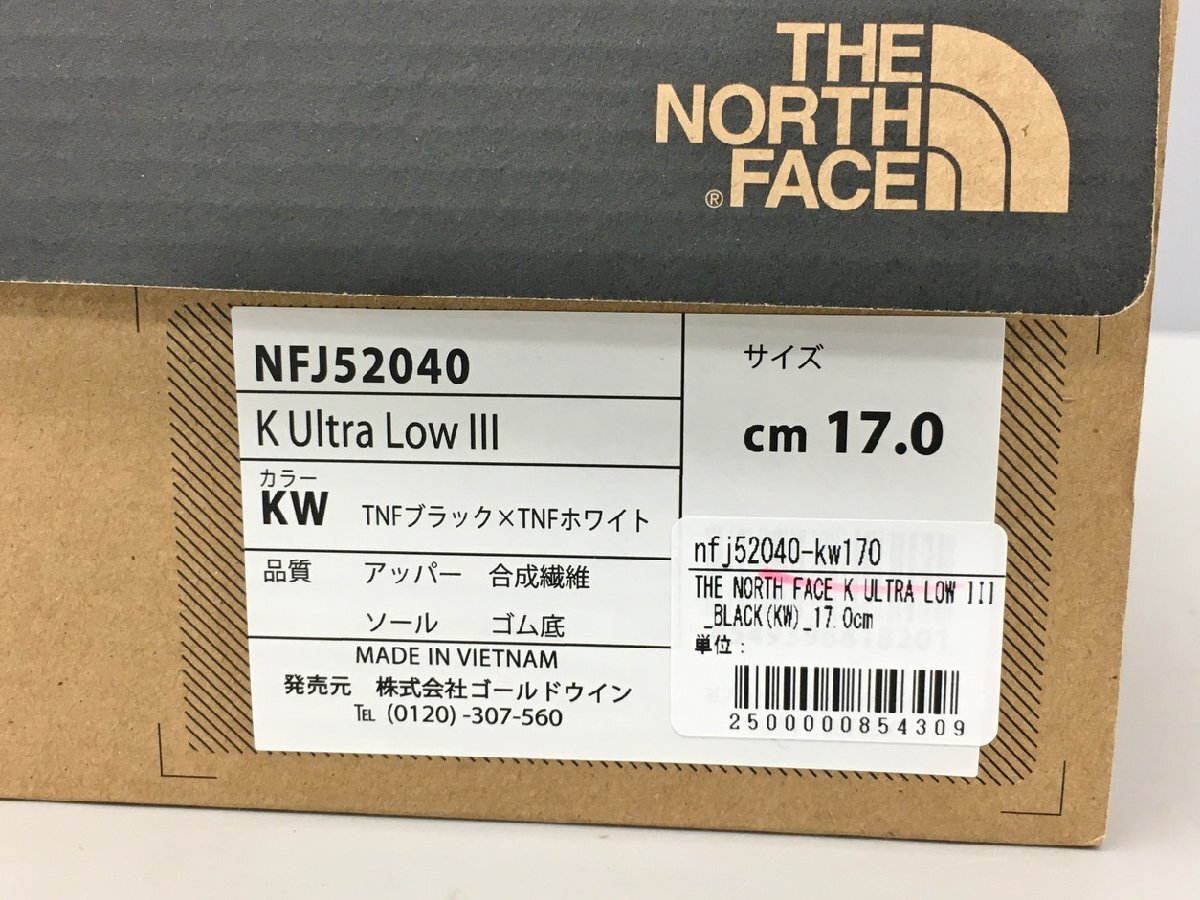 THE
NORTH
FACE
®
NFJ52040
K Ultra Low III
カラー
KW TNFブラック×TNFホワイト
品質 アッパー 合成繊維
ソール ゴム底
MADE IN VIETNAM
発売元 株式会社ゴールドウイン
℡ (0120) -307-560
サイズ
cm 17.0
nfj52040-kw170
THE NORTH FACE K ULTRA LOW III
_BLACK(KW)_17.0cm
単位:
2500000854309